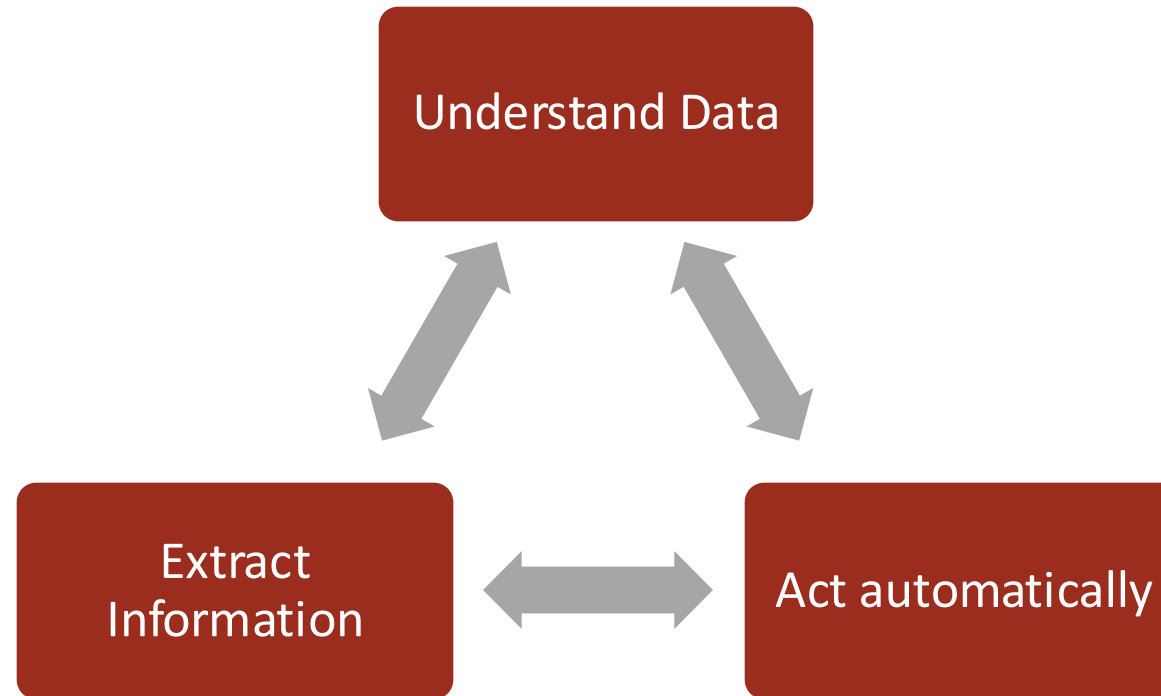 Understand Data
Extract
Information
Act automatically